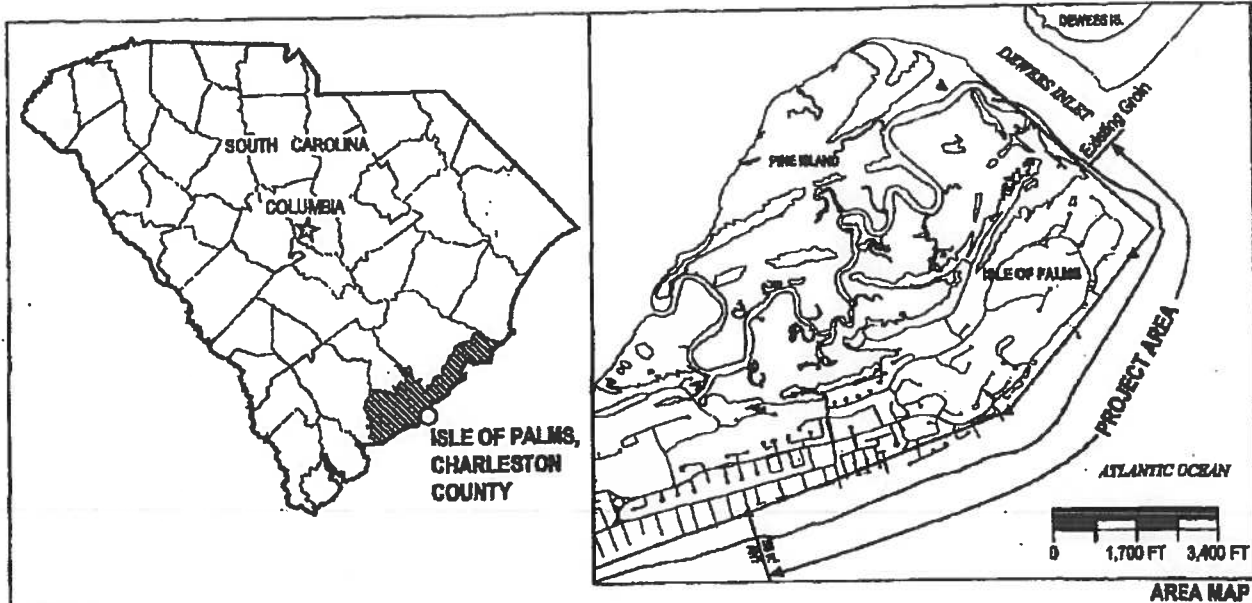 SOUTH CAROLINA
COLUMBIA
ISLE OF PALMS,
CHARLESTON
COUNTY
DEWEES IS.
DEWEES INLET
Existing Groin
PINE ISLAND
ISLE OF PALMS
PROJECT AREA
ATLANTIC OCEAN
0 1,700 FT 3,400 FT
AREA MAP